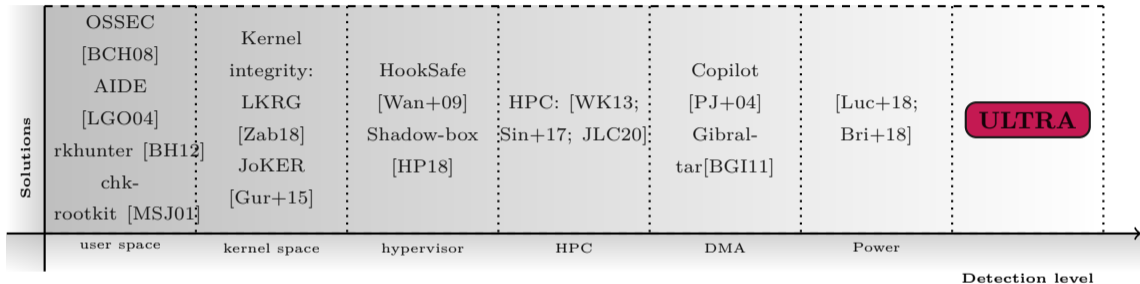 Solutions
OSSEC
[BCH08]
AIDE
[LGO04]
rkhunter [BH12]
chk-
rootkit [MSJ01]
Kernel
integrity:
LKRG
[Zab18]
JoKER
[Gur+15]
HookSafe
[Wan+09]
Shadow-box
[HP18]
HPC: [WK13;
Sin+17; JLC20]
Copilot
[PJ+04]
Gibral-
tar[BGI11]
[Luc+18;
Bri+18]
ULTRA
user space
kernel space
hypervisor
HPC
DMA
Power
Detection level